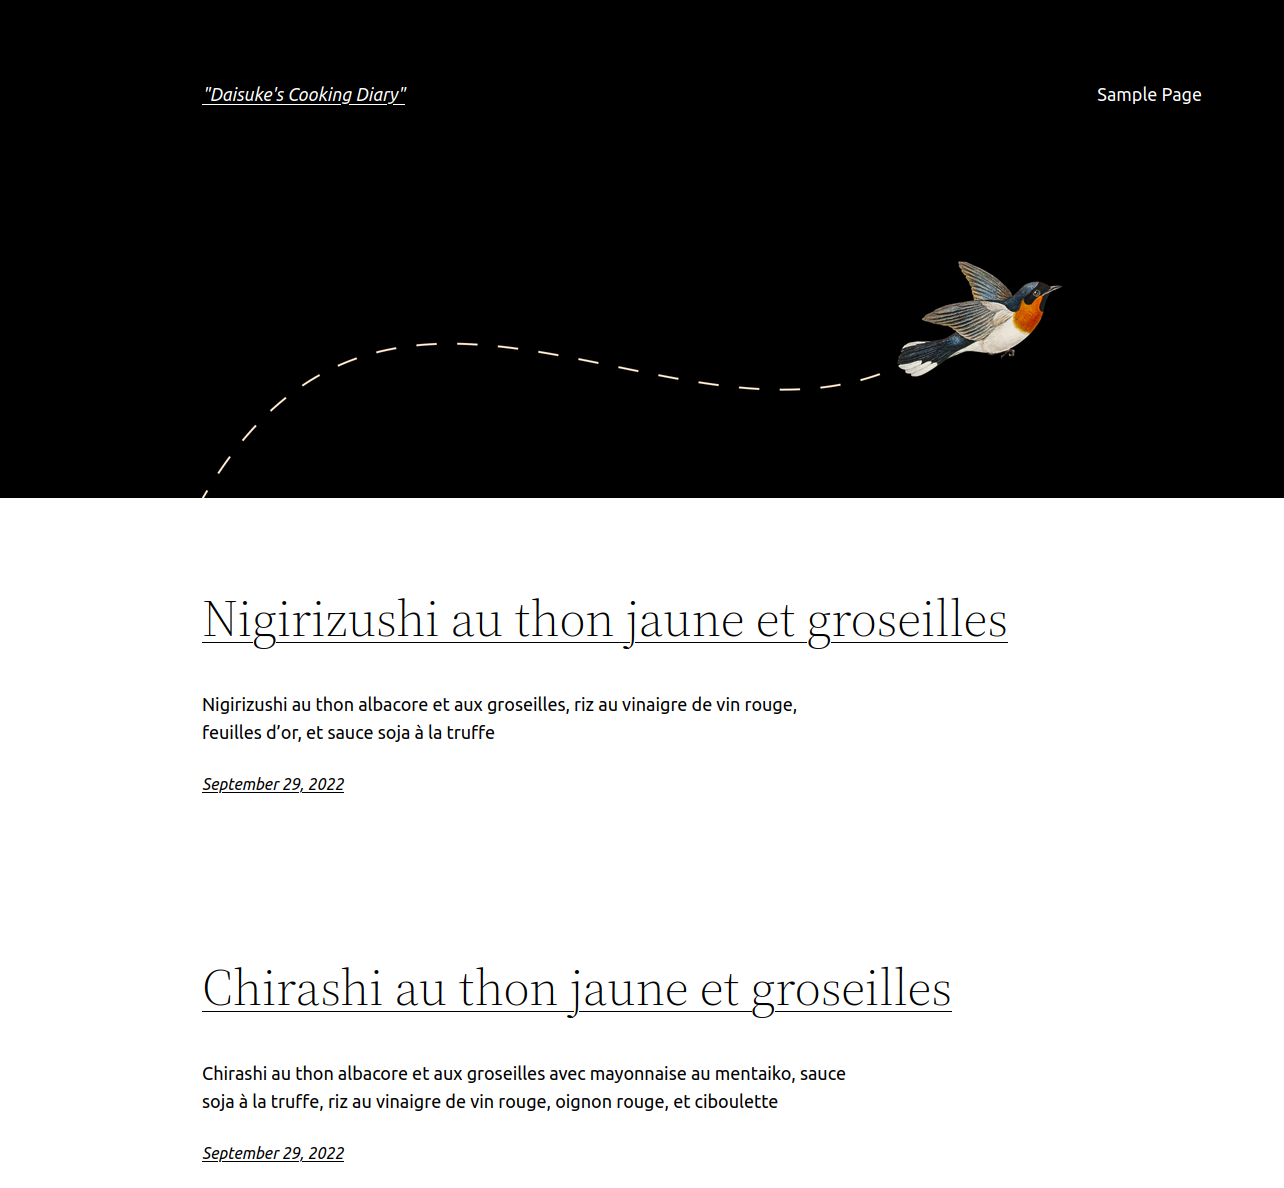 "Daisuke's Cooking Diary"
Sample Page
Nigirizushi au thon jaune et groseilles
Nigirizushi au thon albacore et aux groseilles, riz au vinaigre de vin rouge,
feuilles d’or, et sauce soja à la truffe
September 29, 2022
Chirashi au thon jaune et groseilles
Chirashi au thon albacore et aux groseilles avec mayonnaise au mentaiko, sauce
soja à la truffe, riz au vinaigre de vin rouge, oignon rouge, et ciboulette
September 29, 2022